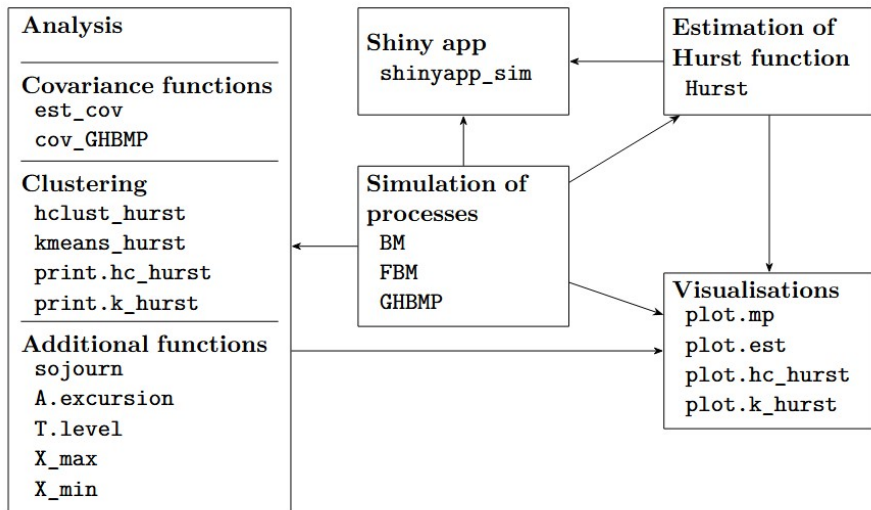 Analysis
Covariance functions
est_cov
cov_GHBMP
Clustering
hclust_hurst
kmeans_hurst
print.hc_hurst
print.k_hurst
Additional functions
sojourn
A.excursion
T.level
X_max
X_min
Shiny app
shinyapp_sim
Simulation of
processes
BM
FBM
GHBMP
Estimation of
Hurst function
Hurst
Visualisations
plot.mp
plot.est
plot.hc_hurst
plot.k_hurst